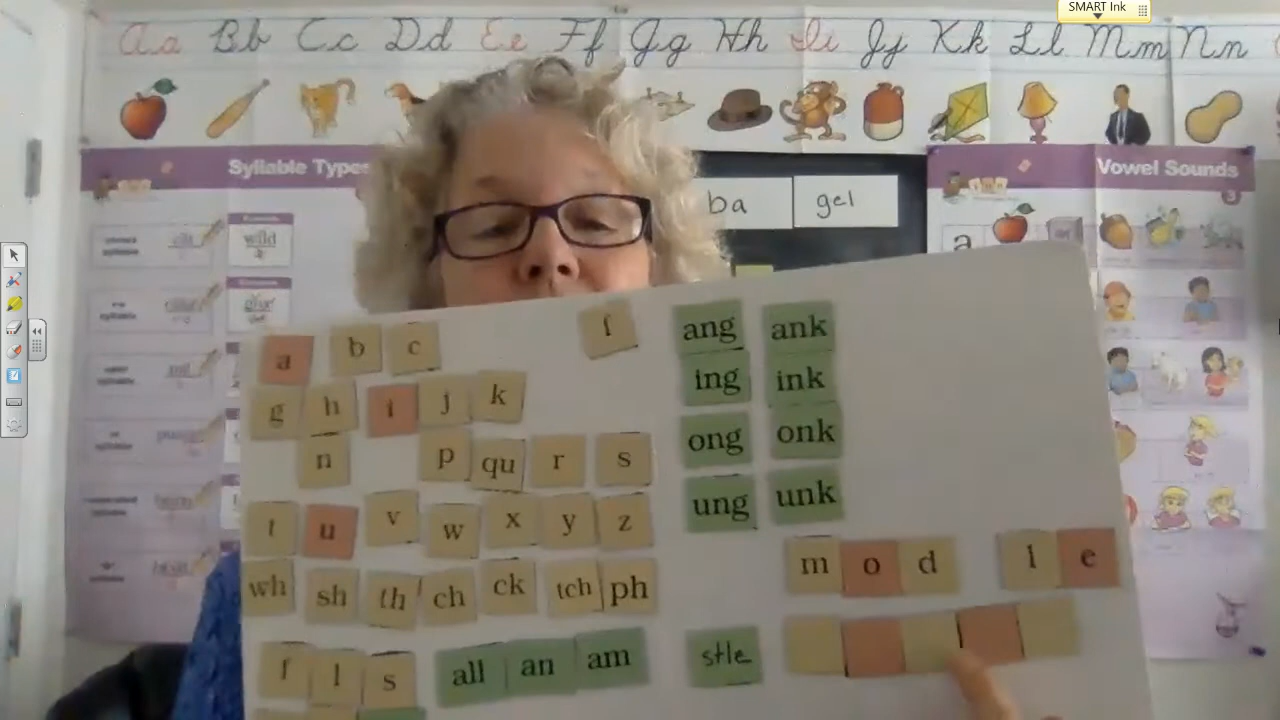 SMART Ink
Aa Bb Cc Dd Ee Ff Gg Hh Ii Jj Kk Ll Mm Nn
Syllable Types
Vowel Sounds
ba gel
wild
give
a
a b c f
g h i j k
n p qu r s
t u v w x y z
wh sh th ch ck tch ph
f l s all an am
ang ank
ing ink
ong onk
ung unk
stle
m o d l e